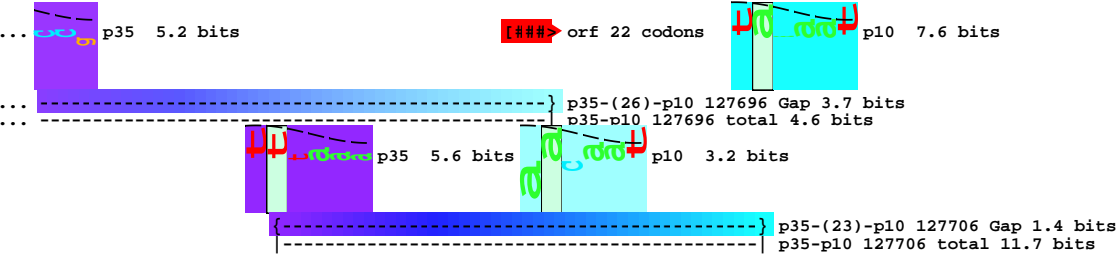 ... c c g p35 5.2 bits [###> orf 22 codons t a t a a t p10 7.6 bits
... ---------------------------------------------------} p35-(26)-p10 127696 Gap 3.7 bits
... ---------------------------------------------------| p35-p10 127696 total 4.6 bits
t t t a a a p35 5.6 bits a a c a a t p10 3.2 bits
{-----------------------------------------------} p35-(23)-p10 127706 Gap 1.4 bits
|-----------------------------------------------| p35-p10 127706 total 11.7 bits